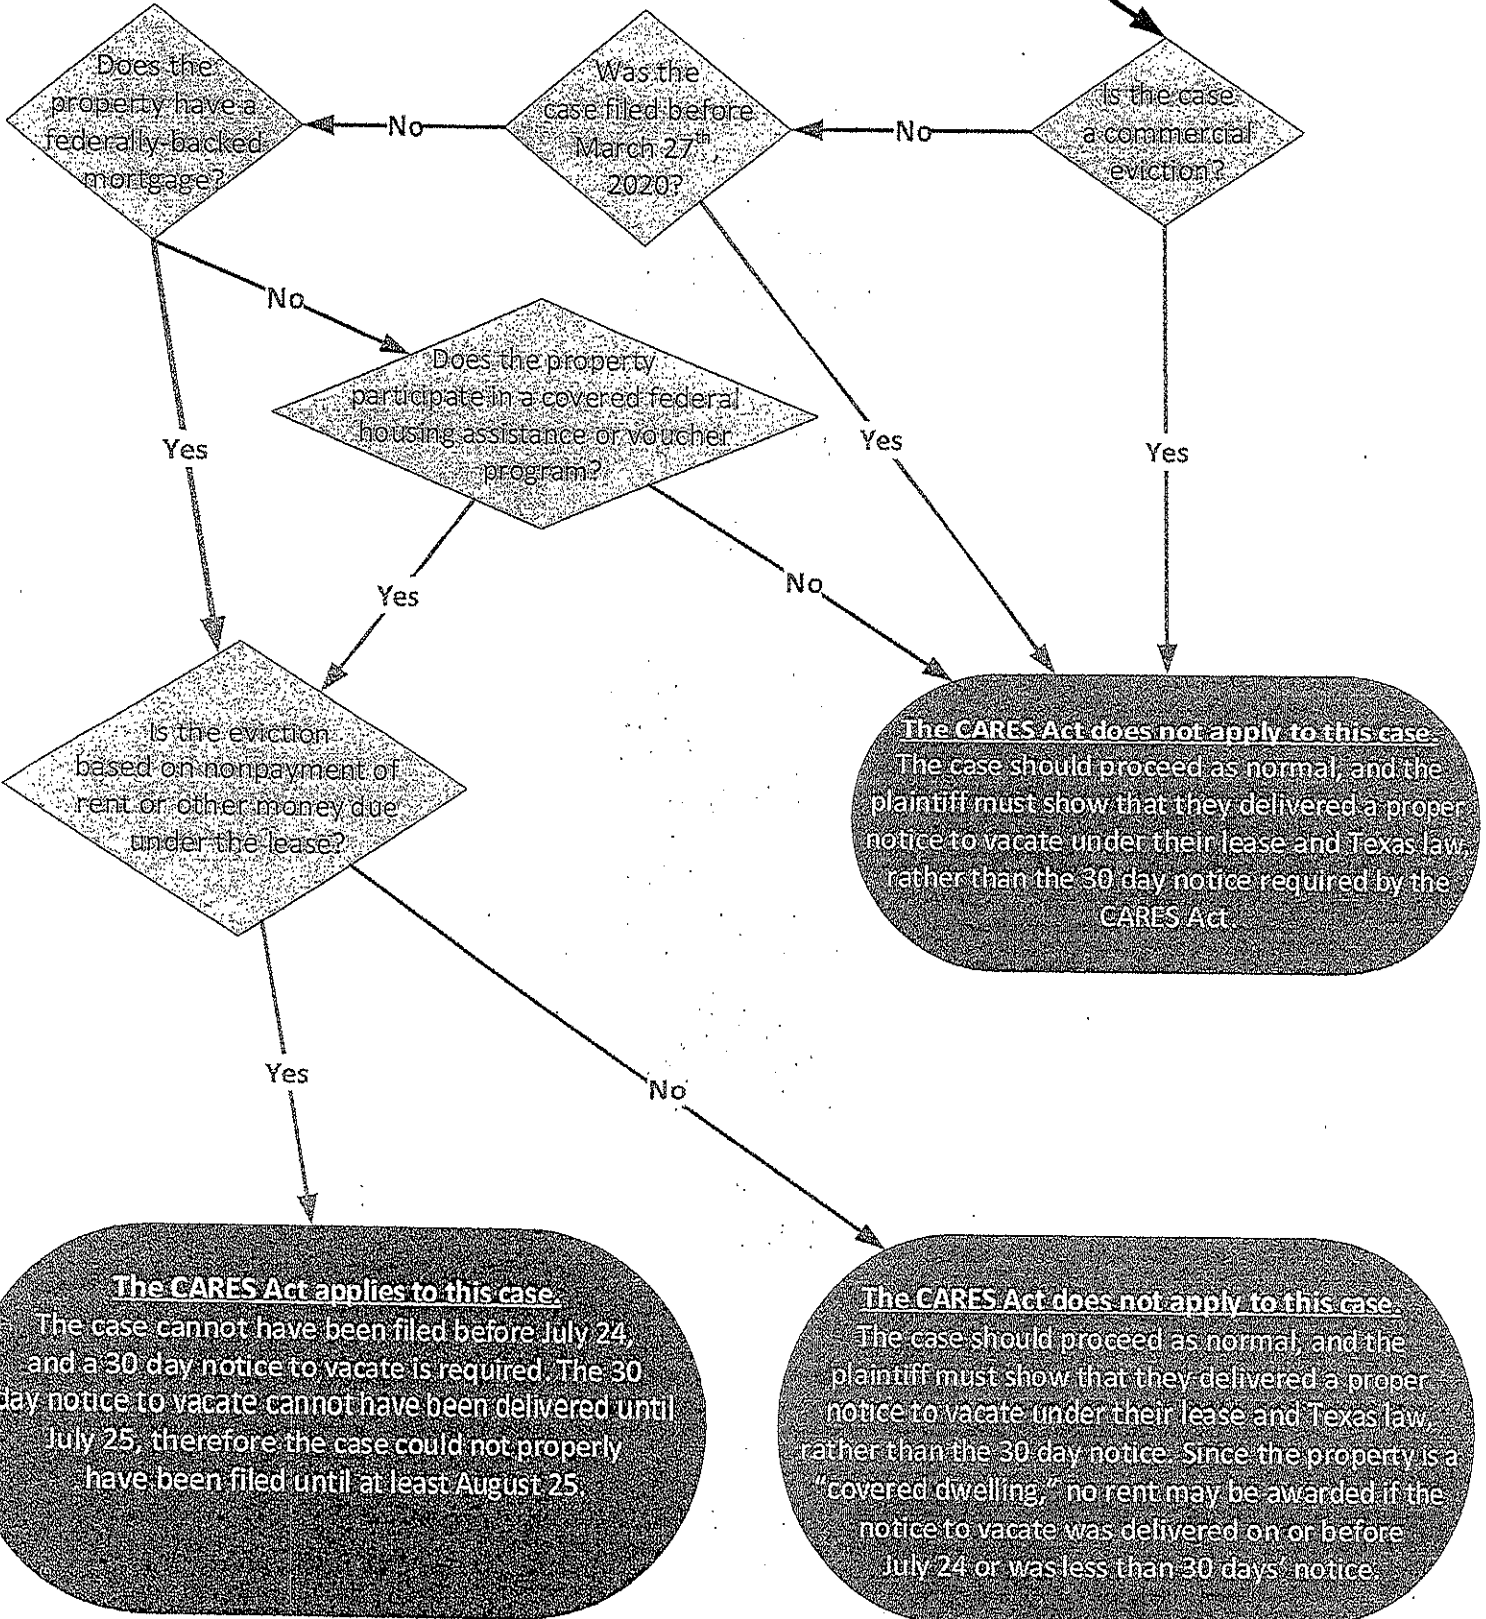 Does the
property have a
federally-backed
mortgage?
No
Was the
case filed before
March 27th,
2020?
No
Is the case
a commercial
eviction?
No
Does the property
participate in a covered federal
housing assistance or voucher
program?
Yes
Yes
Yes
Yes
No
Is the eviction
based on nonpayment of
rent or other money due
under the lease?
The CARES Act does not apply to this case.
The case should proceed as normal, and the
plaintiff must show that they delivered a proper
notice to vacate under their lease and Texas law,
rather than the 30 day notice required by the
CARES Act.
Yes
No
The CARES Act applies to this case.
The case cannot have been filed before July 24,
and a 30 day notice to vacate is required. The 30
day notice to vacate cannot have been delivered until
July 25, therefore the case could not properly
have been filed until at least August 25.
The CARES Act does not apply to this case.
The case should proceed as normal, and the
plaintiff must show that they delivered a proper
notice to vacate under their lease and Texas law,
rather than the 30 day notice. Since the property is a
"covered dwelling," no rent may be awarded if the
notice to vacate was delivered on or before
July 24 or was less than 30 days' notice.